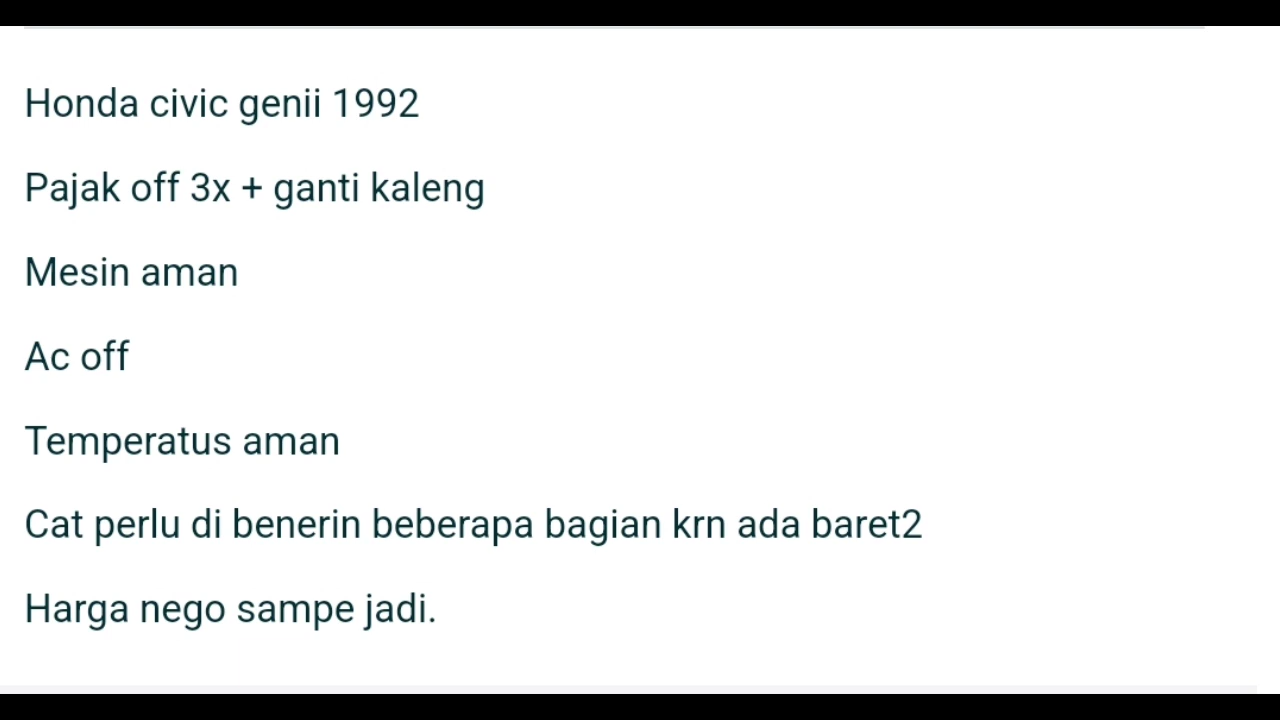 Honda civic genii 1992
Pajak off 3x + ganti kaleng
Mesin aman
Ac off
Temperatus aman
Cat perlu di benerin beberapa bagian krn ada baret2
Harga nego sampe jadi.